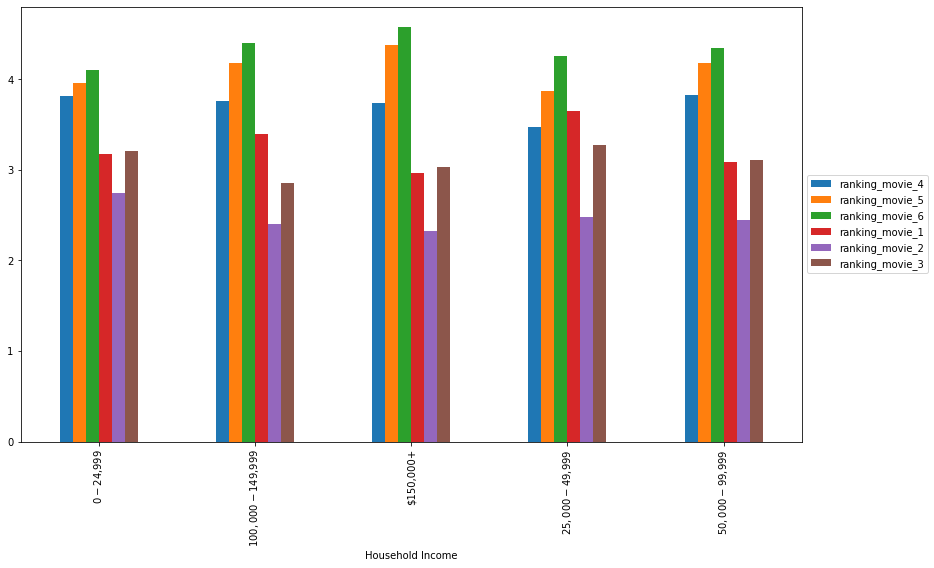 4
3
2
1
0
ranking_movie_4
ranking_movie_5
ranking_movie_6
ranking_movie_1
ranking_movie_2
ranking_movie_3
0 − 24,999
100,000 − 149,999
$150,000+
25,000 − 49,999
50,000 − 99,999
Household Income